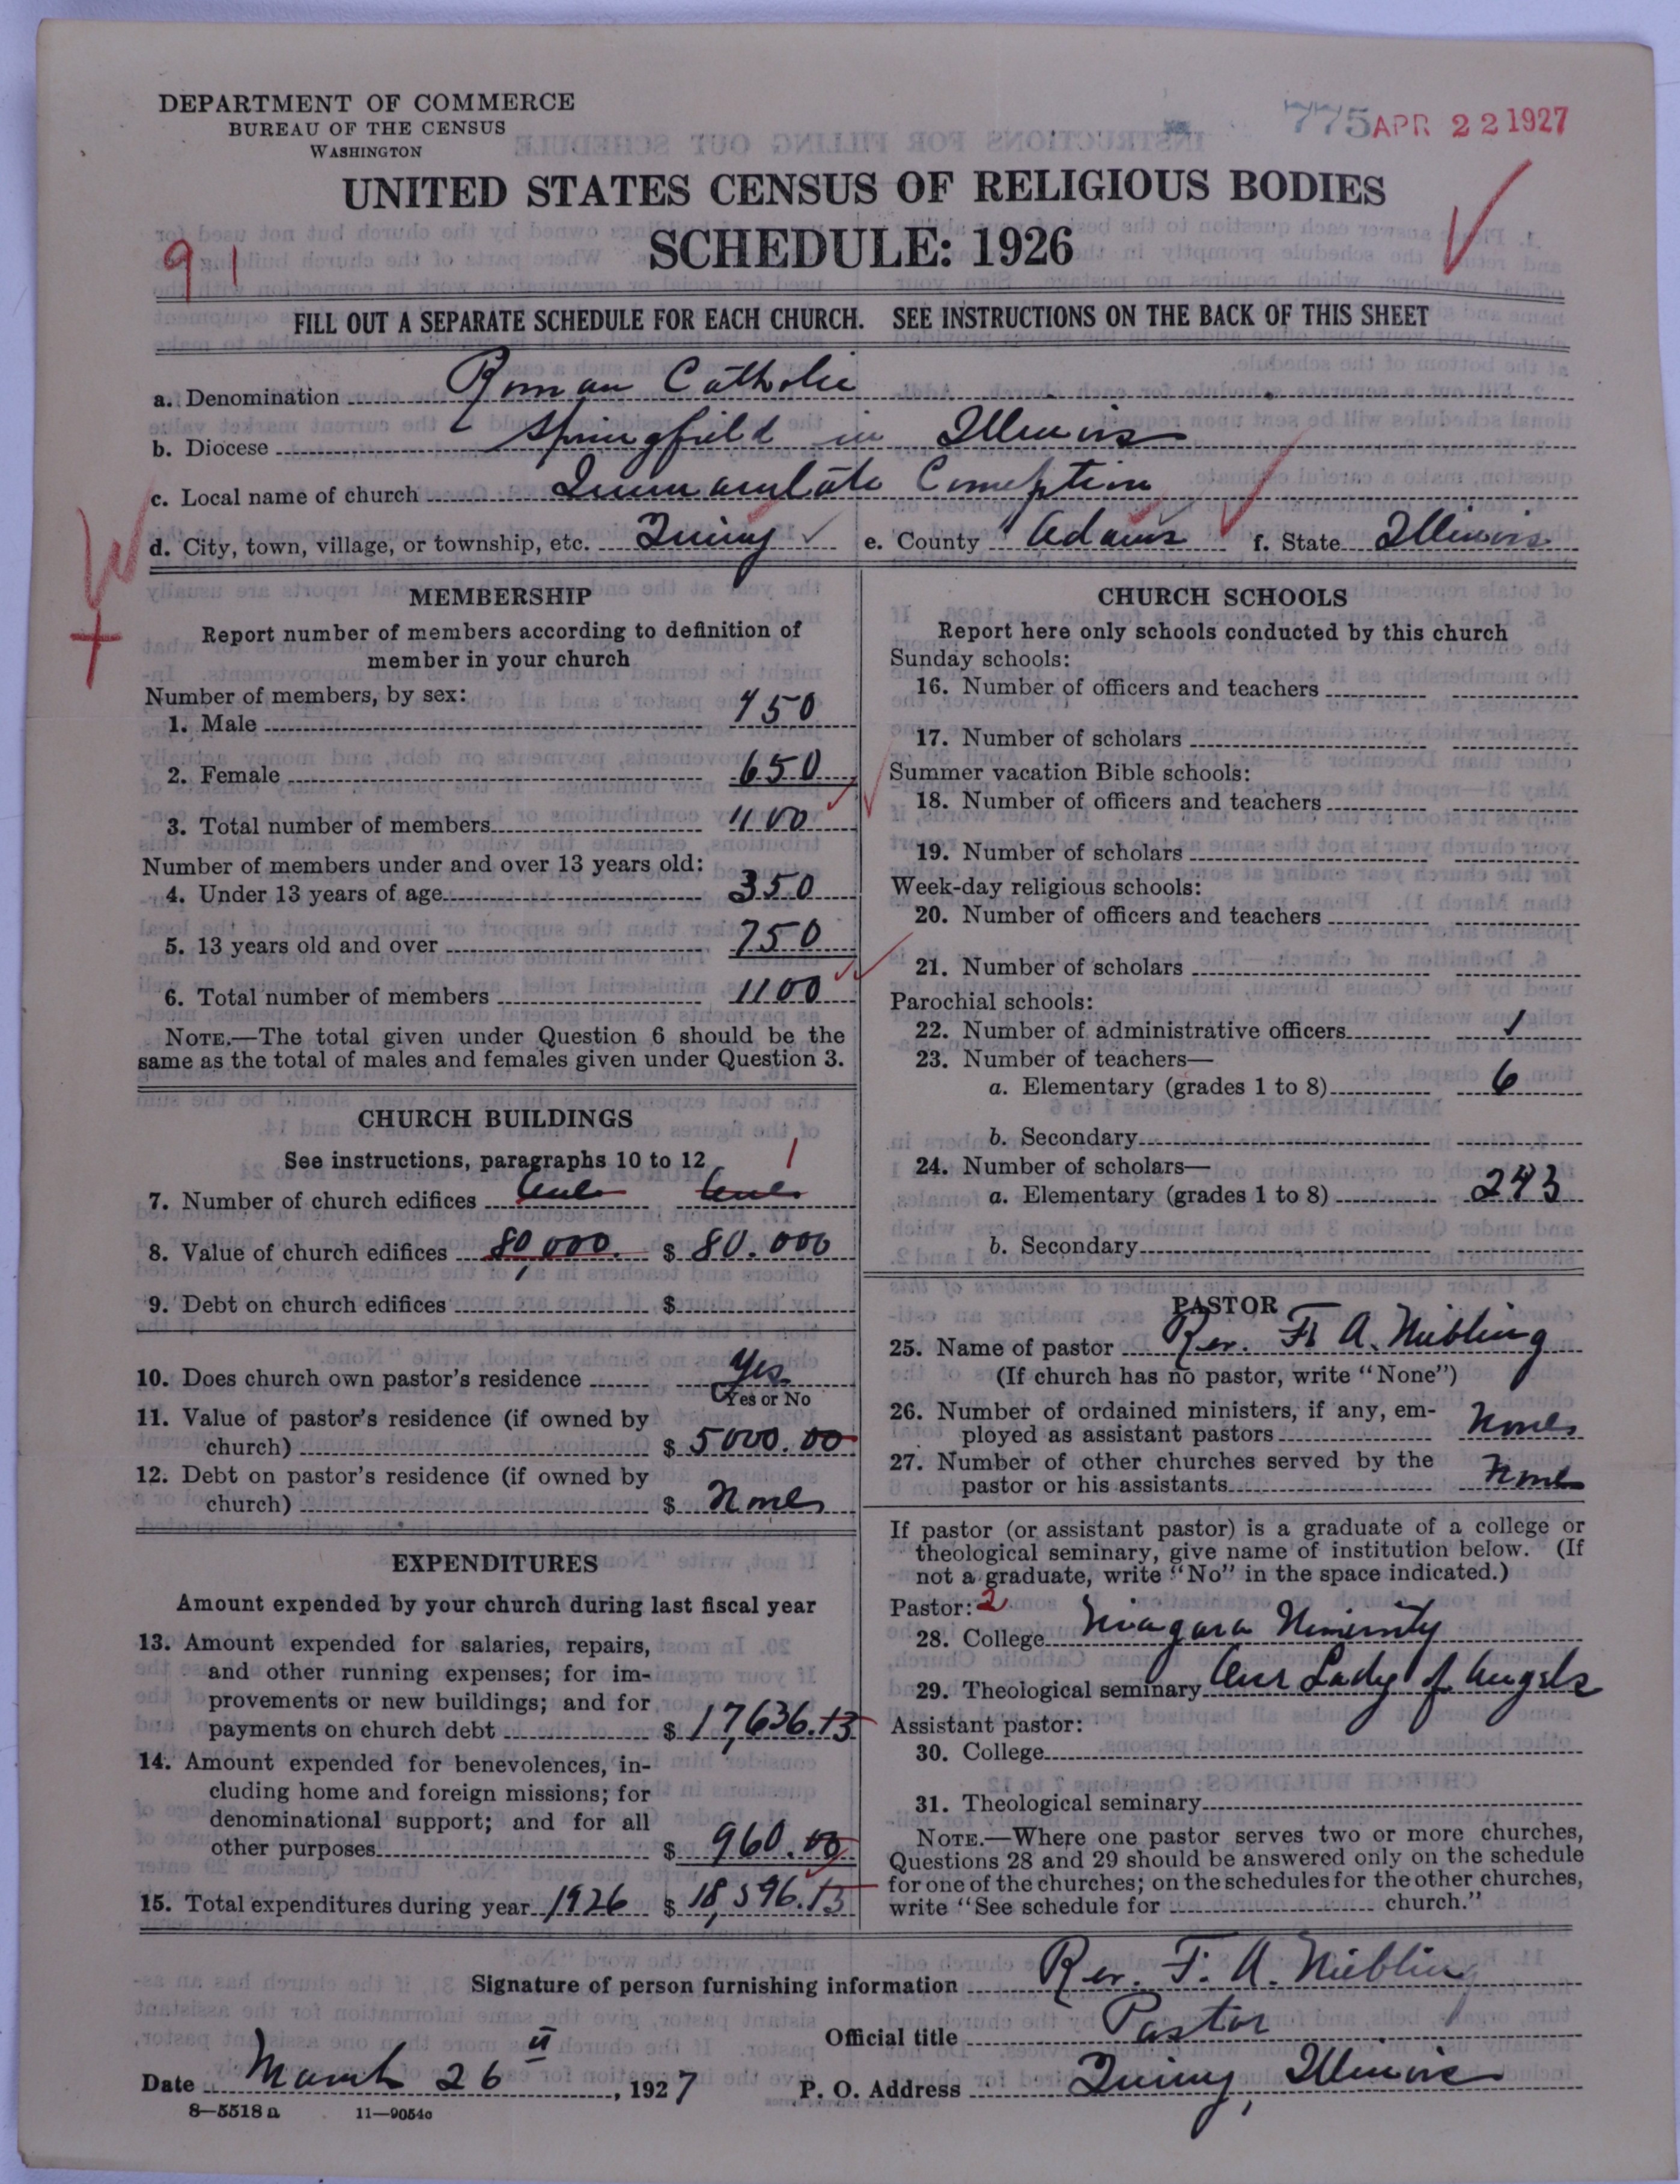 DEPARTMENT OF COMMERCE
BUREAU OF THE CENSUS
WASHINGTON
775 APR 22 1927
UNITED STATES CENSUS OF RELIGIOUS BODIES
SCHEDULE: 1926
91
FILL OUT A SEPARATE SCHEDULE FOR EACH CHURCH. SEE INSTRUCTIONS ON THE BACK OF THIS SHEET
a. Denomination Roman Catholic
b. Diocese Springfield in Illinois
c. Local name of church Immaculate Conception
d. City, town, village, or township, etc. Quincy e. County Adams f. State Illinois
MEMBERSHIP
Report number of members according to definition of
member in your church
Number of members, by sex:
1. Male 450
2. Female 650
3. Total number of members 1100
Number of members under and over 13 years old:
4. Under 13 years of age 350
5. 13 years old and over 750
6. Total number of members 1100
NOTE.—The total given under Question 6 should be the
same as the total of males and females given under Question 3.
CHURCH BUILDINGS
See instructions, paragraphs 10 to 12
1
7. Number of church edifices One One
8. Value of church edifices 80,000. $ 80.000
9. Debt on church edifices $
10. Does church own pastor's residence Yes
Yes or No
11. Value of pastor's residence (if owned by
church) $ 5000.00
12. Debt on pastor's residence (if owned by
church) $ None
EXPENDITURES
Amount expended by your church during last fiscal year
13. Amount expended for salaries, repairs,
and other running expenses; for im-
provements or new buildings; and for
payments on church debt $ 17,636.13
14. Amount expended for benevolences, in-
cluding home and foreign missions; for
denominational support; and for all
other purposes $ 960.00
15. Total expenditures during year 1926 $ 18,596.13
CHURCH SCHOOLS
Report here only schools conducted by this church
Sunday schools:
16. Number of officers and teachers
17. Number of scholars
Summer vacation Bible schools:
18. Number of officers and teachers
19. Number of scholars
Week-day religious schools:
20. Number of officers and teachers
21. Number of scholars
Parochial schools:
22. Number of administrative officers 1
23. Number of teachers—
a. Elementary (grades 1 to 8) 6
b. Secondary
24. Number of scholars—
a. Elementary (grades 1 to 8) 243
b. Secondary
PASTOR
25. Name of pastor Rev. F. A. Niebling
(If church has no pastor, write "None")
26. Number of ordained ministers, if any, em-
ployed as assistant pastors None
27. Number of other churches served by the
pastor or his assistants None
If pastor (or assistant pastor) is a graduate of a college or
theological seminary, give name of institution below. (If
not a graduate, write "No" in the space indicated.)
Pastor: 2
28. College Niagara University
29. Theological seminary Our Lady of Angels
Assistant pastor:
30. College
31. Theological seminary
NOTE.—Where one pastor serves two or more churches,
Questions 28 and 29 should be answered only on the schedule
for one of the churches; on the schedules for the other churches,
write "See schedule for church."
Signature of person furnishing information Rev. F. A. Niebling
Official title Pastor
Date March 26 , 1927 P. O. Address Quincy, Illinois
8—5518 a 11—9054c